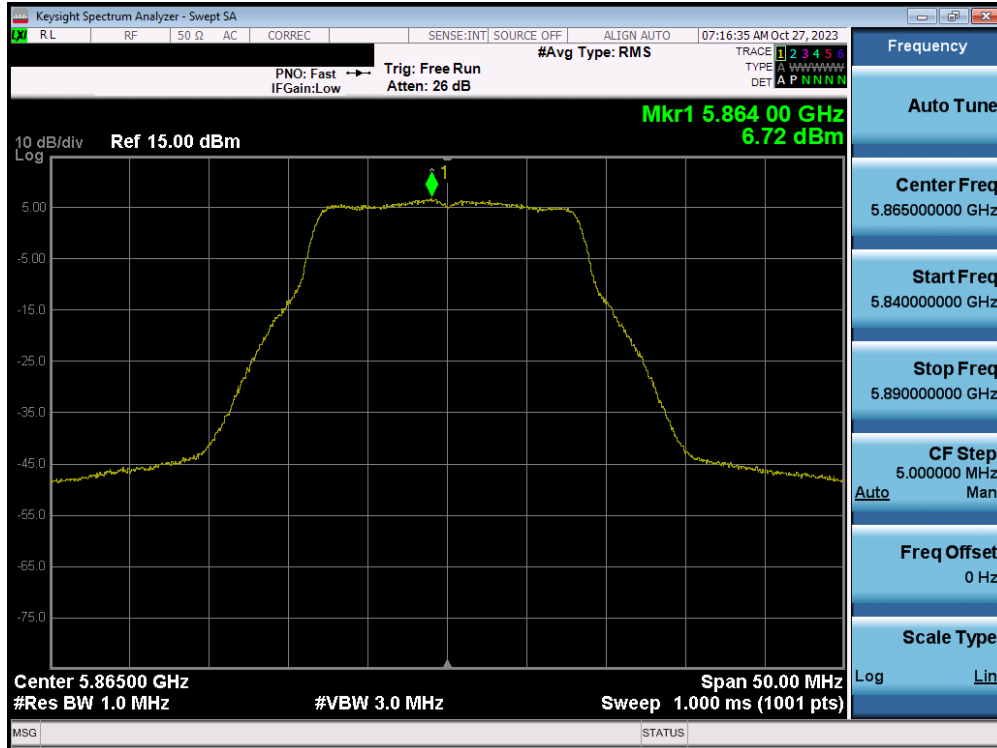 Keysight Spectrum Analyzer - Swept SA
LXI RL RF 50 Ω AC CORREC SENSE:INT SOURCE OFF ALIGN AUTO 07:16:35 AM Oct 27, 2023
#Avg Type: RMS
TRACE 1 2 3 4 5 6
PNO: Fast Trig: Free Run TYPE A WWWWW
IFGain:Low Atten: 26 dB DET A P N N N N
Mkr1 5.864 00 GHz
6.72 dBm
10 dB/div Ref 15.00 dBm
Log
1
5.00
-5.00
-15.0
-25.0
-35.0
-45.0
-55.0
-65.0
-75.0
Center 5.86500 GHz Span 50.00 MHz
#Res BW 1.0 MHz #VBW 3.0 MHz Sweep 1.000 ms (1001 pts)
MSG STATUS
Frequency
Auto Tune
Center Freq
5.865000000 GHz
Start Freq
5.840000000 GHz
Stop Freq
5.890000000 GHz
CF Step
5.000000 MHz
Auto Man
Freq Offset
0 Hz
Scale Type
Log Lin